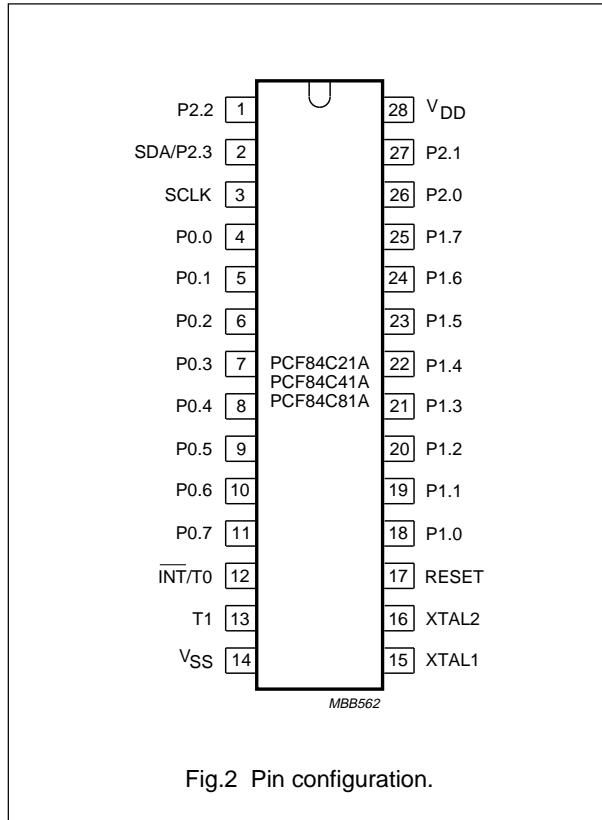 P2.2 1 28 VDD
SDA/P2.3 2 27 P2.1
SCLK 3 26 P2.0
P0.0 4 25 P1.7
P0.1 5 24 P1.6
P0.2 6 23 P1.5
P0.3 7 PCF84C21A 22 P1.4
PCF84C41A
P0.4 8 PCF84C81A 21 P1.3
P0.5 9 20 P1.2
P0.6 10 19 P1.1
P0.7 11 18 P1.0
INT/T0 12 17 RESET
T1 13 16 XTAL2
VSS 14 15 XTAL1
MBB562
Fig.2 Pin configuration.